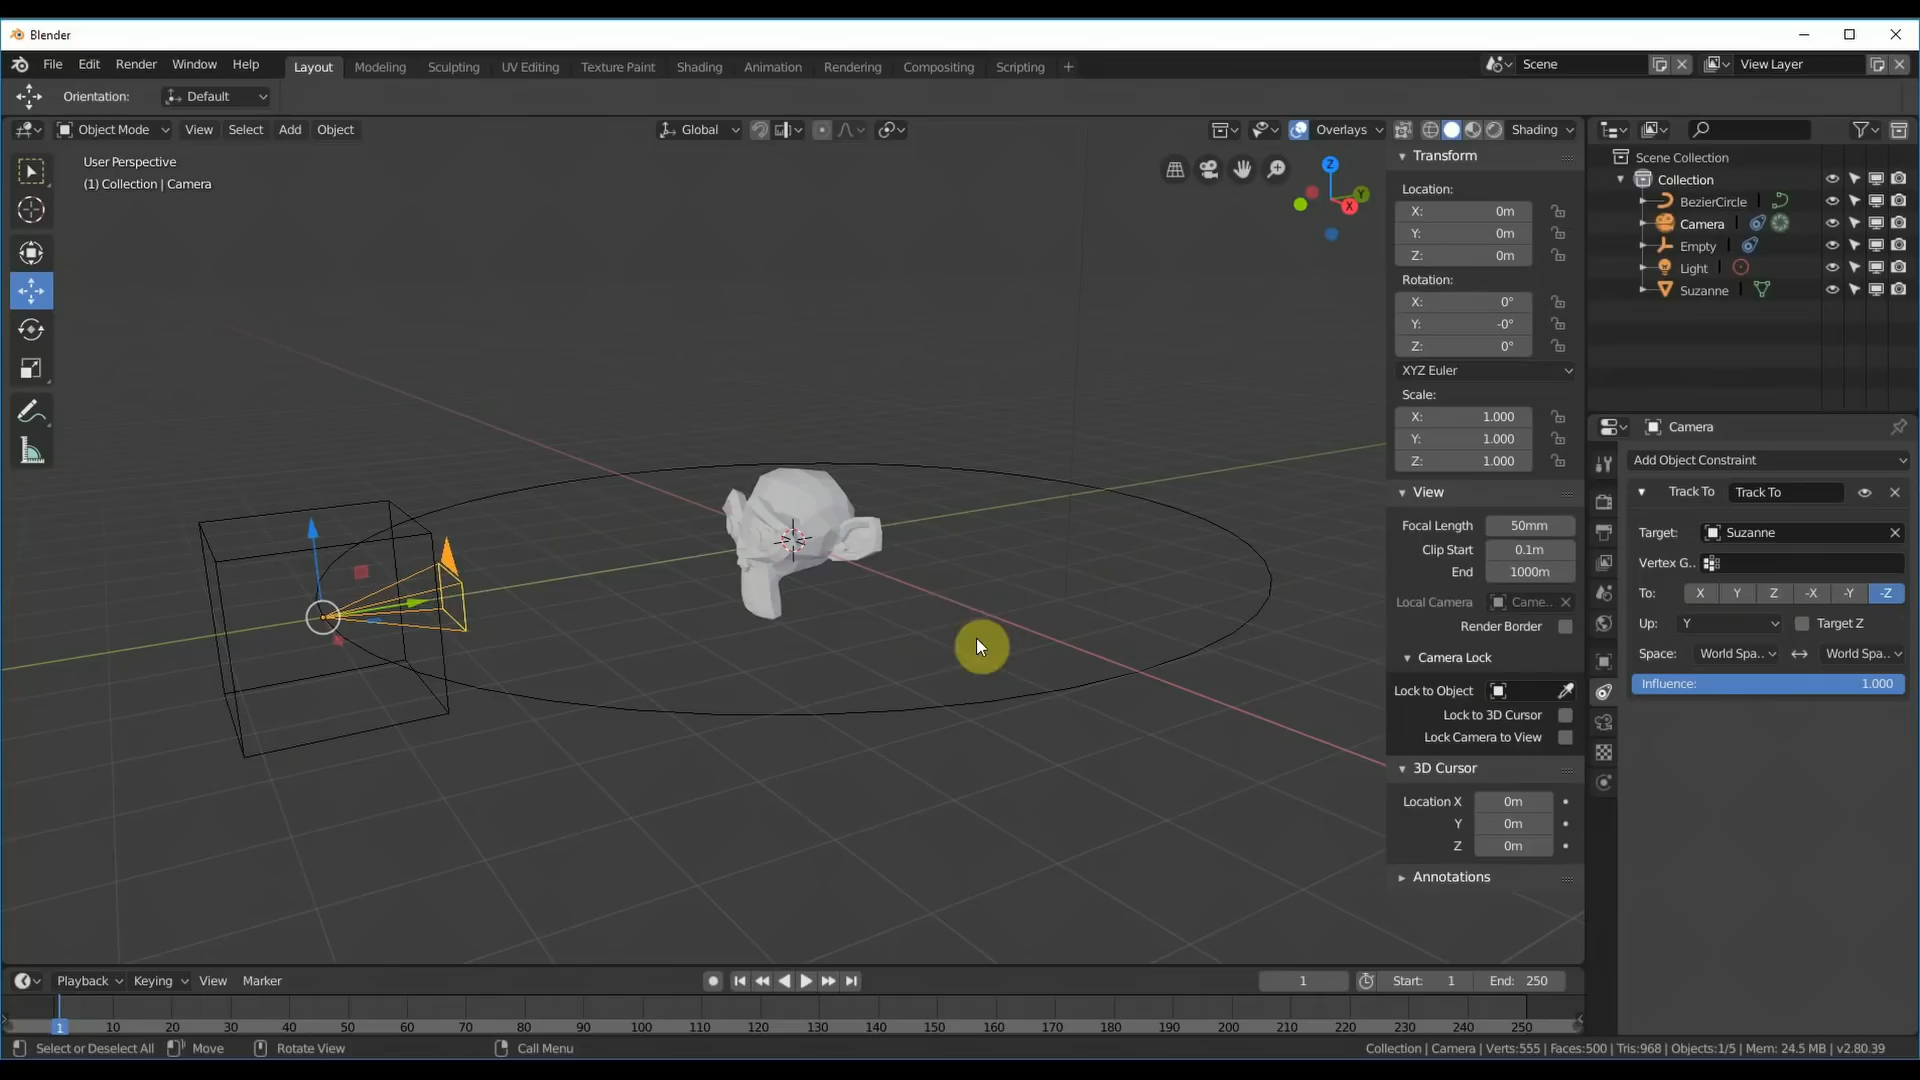 Blender
File Edit Render Window Help Layout Modeling Sculpting UV Editing Texture Paint Shading Animation Rendering Compositing Scripting + Scene View Layer
Orientation: Default
Object Mode View Select Add Object Global Overlays Shading
User Perspective
(1) Collection | Camera
Z
Y
X
Transform
Location:
X: 0m
Y: 0m
Z: 0m
Rotation:
X: 0°
Y: -0°
Z: 0°
XYZ Euler
Scale:
X: 1.000
Y: 1.000
Z: 1.000
View
Focal Length 50mm
Clip Start 0.1m
End 1000m
Local Camera Came..
Render Border
Camera Lock
Lock to Object
Lock to 3D Cursor
Lock Camera to View
3D Cursor
Location X 0m
Y 0m
Z 0m
Annotations
Scene Collection
Collection
BezierCircle
Camera
Empty
Light
Suzanne
Camera
Add Object Constraint
Track To Track To
Target: Suzanne
Vertex G..
To: X Y Z -X -Y -Z
Up: Y Target Z
Space: World Spa.. World Spa..
Influence: 1.000
Playback Keying View Marker 1 Start: 1 End: 250
1 10 20 30 40 50 60 70 80 90 100 110 120 130 140 150 160 170 180 190 200 210 220 230 240 250
Select or Deselect All Move Rotate View Call Menu Collection | Camera | Verts:555 | Faces:500 | Tris:968 | Objects:1/5 | Mem: 24.5 MB | v2.80.39